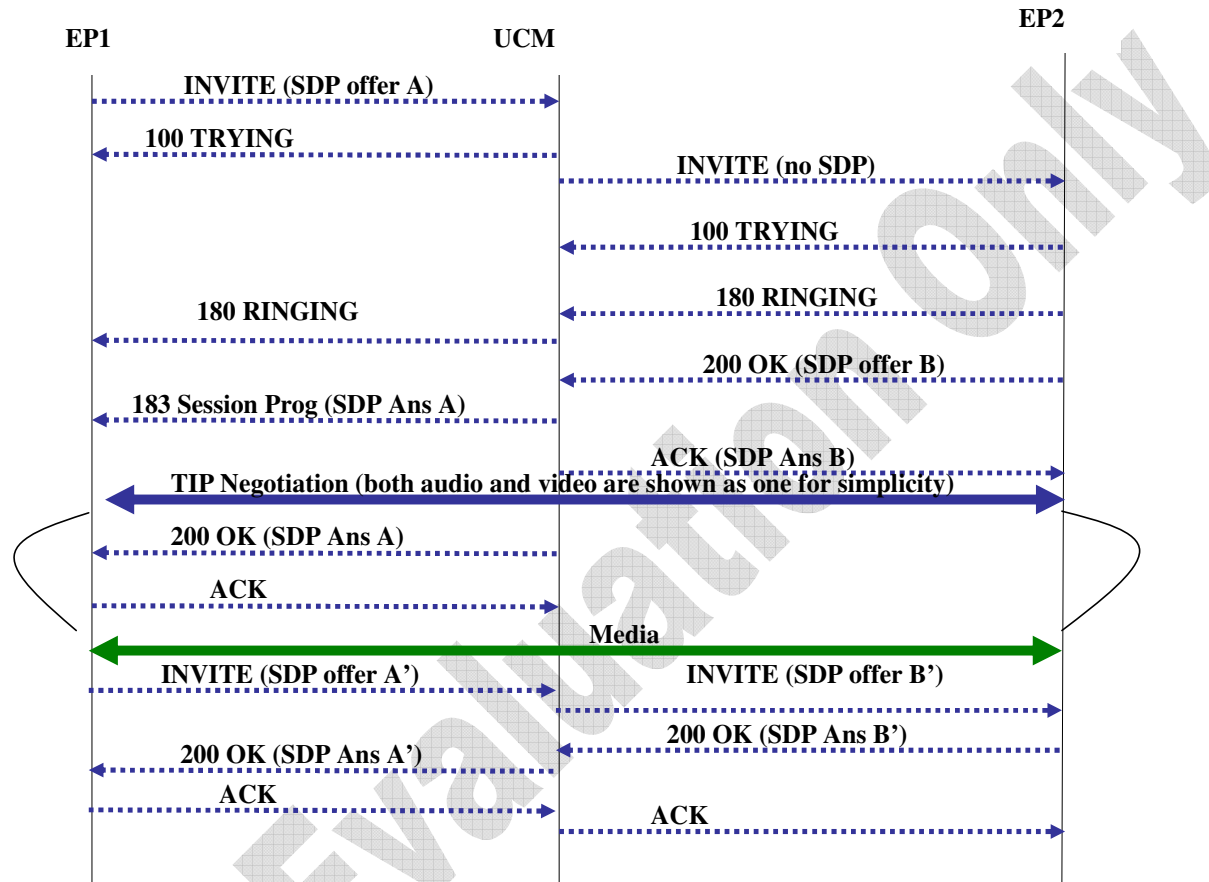 EP1
UCM
EP2
INVITE (SDP offer A)
100 TRYING
INVITE (no SDP)
100 TRYING
180 RINGING
180 RINGING
200 OK (SDP offer B)
183 Session Prog (SDP Ans A)
ACK (SDP Ans B)
TIP Negotiation (both audio and video are shown as one for simplicity)
200 OK (SDP Ans A)
ACK
Media
INVITE (SDP offer A’)
INVITE (SDP offer B’)
200 OK (SDP Ans B’)
200 OK (SDP Ans A’)
ACK
ACK
Evaluation Only